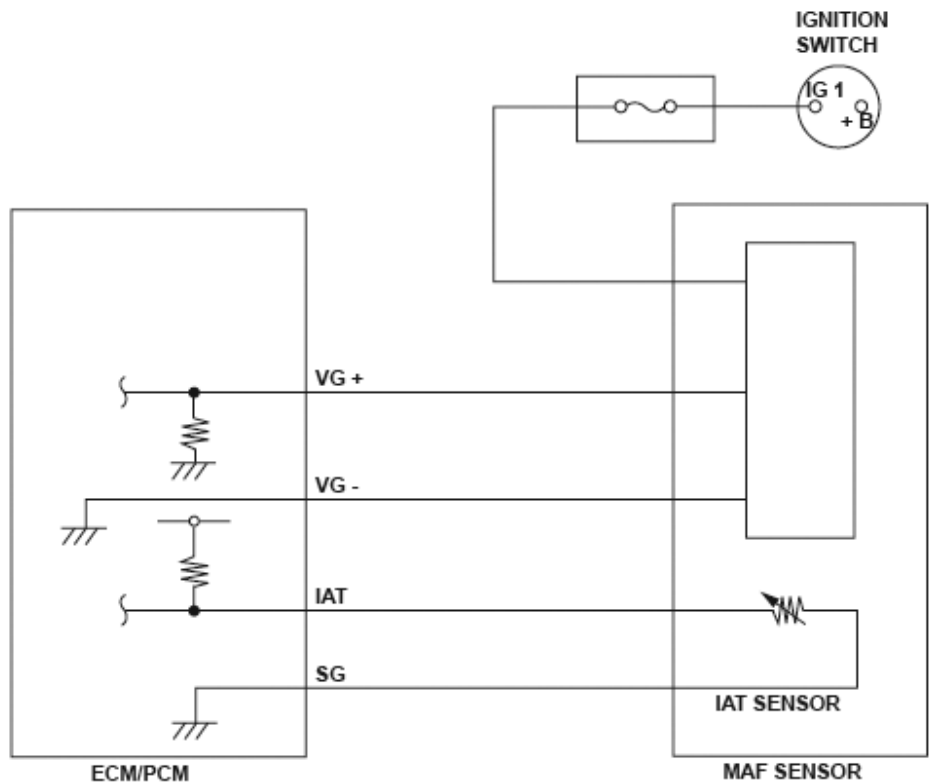 IGNITION
SWITCH
IG 1
+ B
VG +
VG -
IAT
SG
IAT SENSOR
ECM/PCM
MAF SENSOR